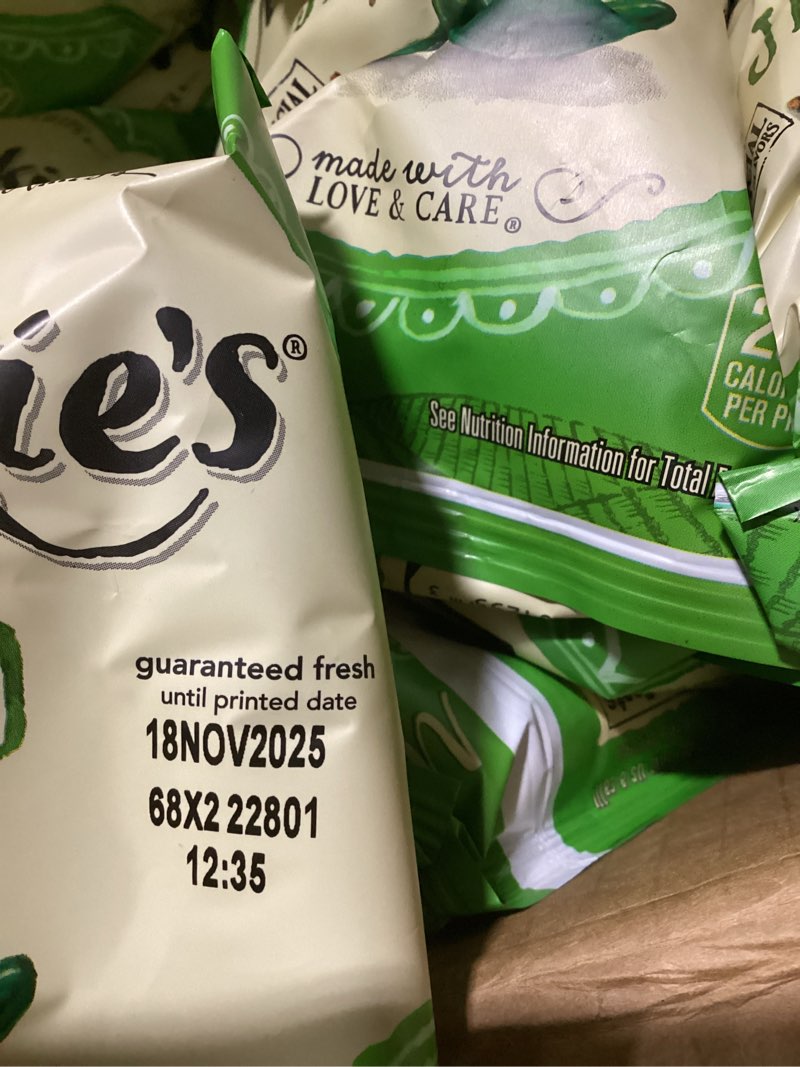 made with
LOVE & CARE®
ie's®
CALO
PER P
See Nutrition Information for Total
guaranteed fresh
until printed date
18NOV2025
68X2 22801
12:35